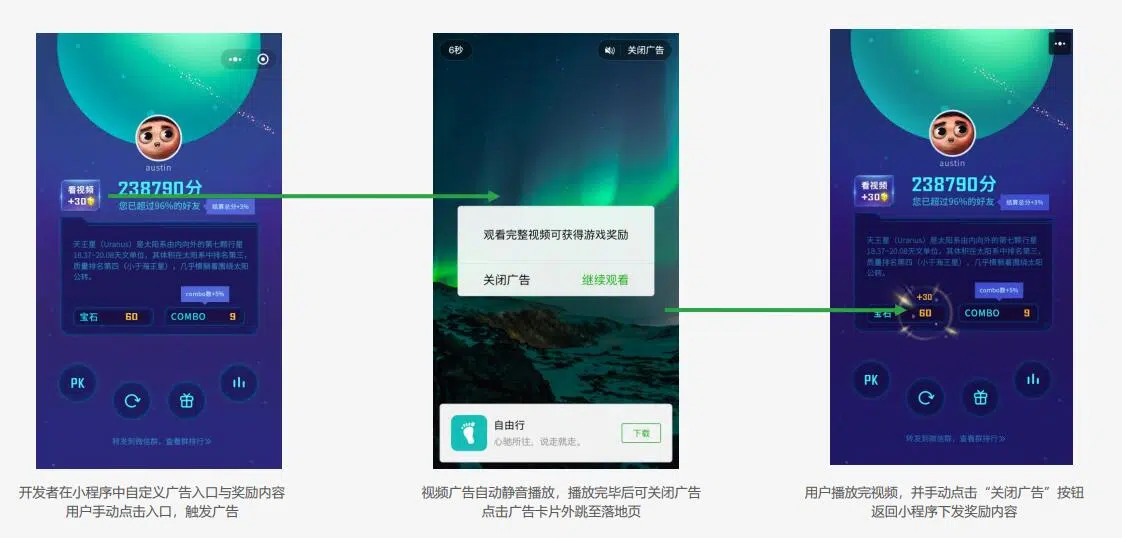 austin
看视频
+30
238790分
您已超过96%的好友
结算总分+3%
天王星（Uranus）是太阳系由内向外的第七颗行星
18.37~20.08天文单位，其体积在太阳系中排名第三，
质量排名第四（小于海王星），几乎横躺着围绕太阳
公转。
combo数+5%
宝石 60
COMBO 9
PK
转发到微信群，查看群排行
开发者在小程序中自定义广告入口与奖励内容
用户手动点击入口，触发广告
6秒
关闭广告
观看完整视频可获得游戏奖励
关闭广告 继续观看
自由行
心驰所往，说走就走。
下载
视频广告自动静音播放，播放完毕后可关闭广告
点击广告卡片外跳至落地页
austin
看视频
+30
238790分
您已超过96%的好友
结算总分+3%
天王星（Uranus）是太阳系由内向外的第七颗行星
18.37~20.08天文单位，其体积在太阳系中排名第三，
质量排名第四（小于海王星），几乎横躺着围绕太阳
公转。
combo数+5%
+30
宝石 60
COMBO 9
PK
转发到微信群，查看群排行
用户播放完视频，并手动点击“关闭广告”按钮
返回小程序下发奖励内容